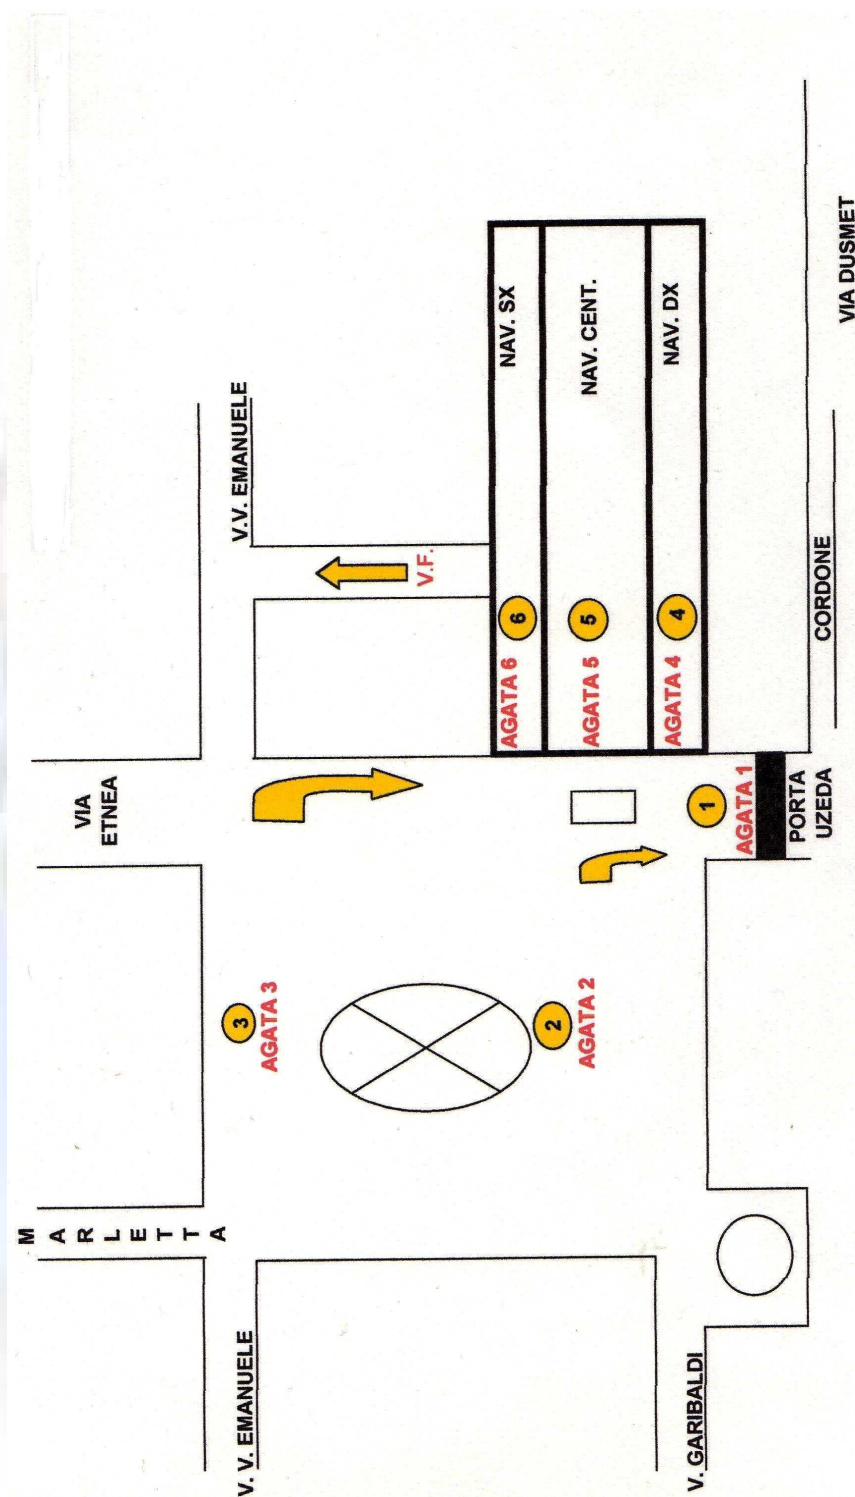 MARLETTA
VIA
ETNEA
V. V. EMANUELE
V.V. EMANUELE
3
AGATA 3
V.F.
2
AGATA 2
AGATA 6
6
NAV. SX
AGATA 5
5
NAV. CENT.
AGATA 4
4
NAV. DX
1
AGATA 1
PORTA
UZEDA
V. GARIBALDI
CORDONE
VIA DUSMET